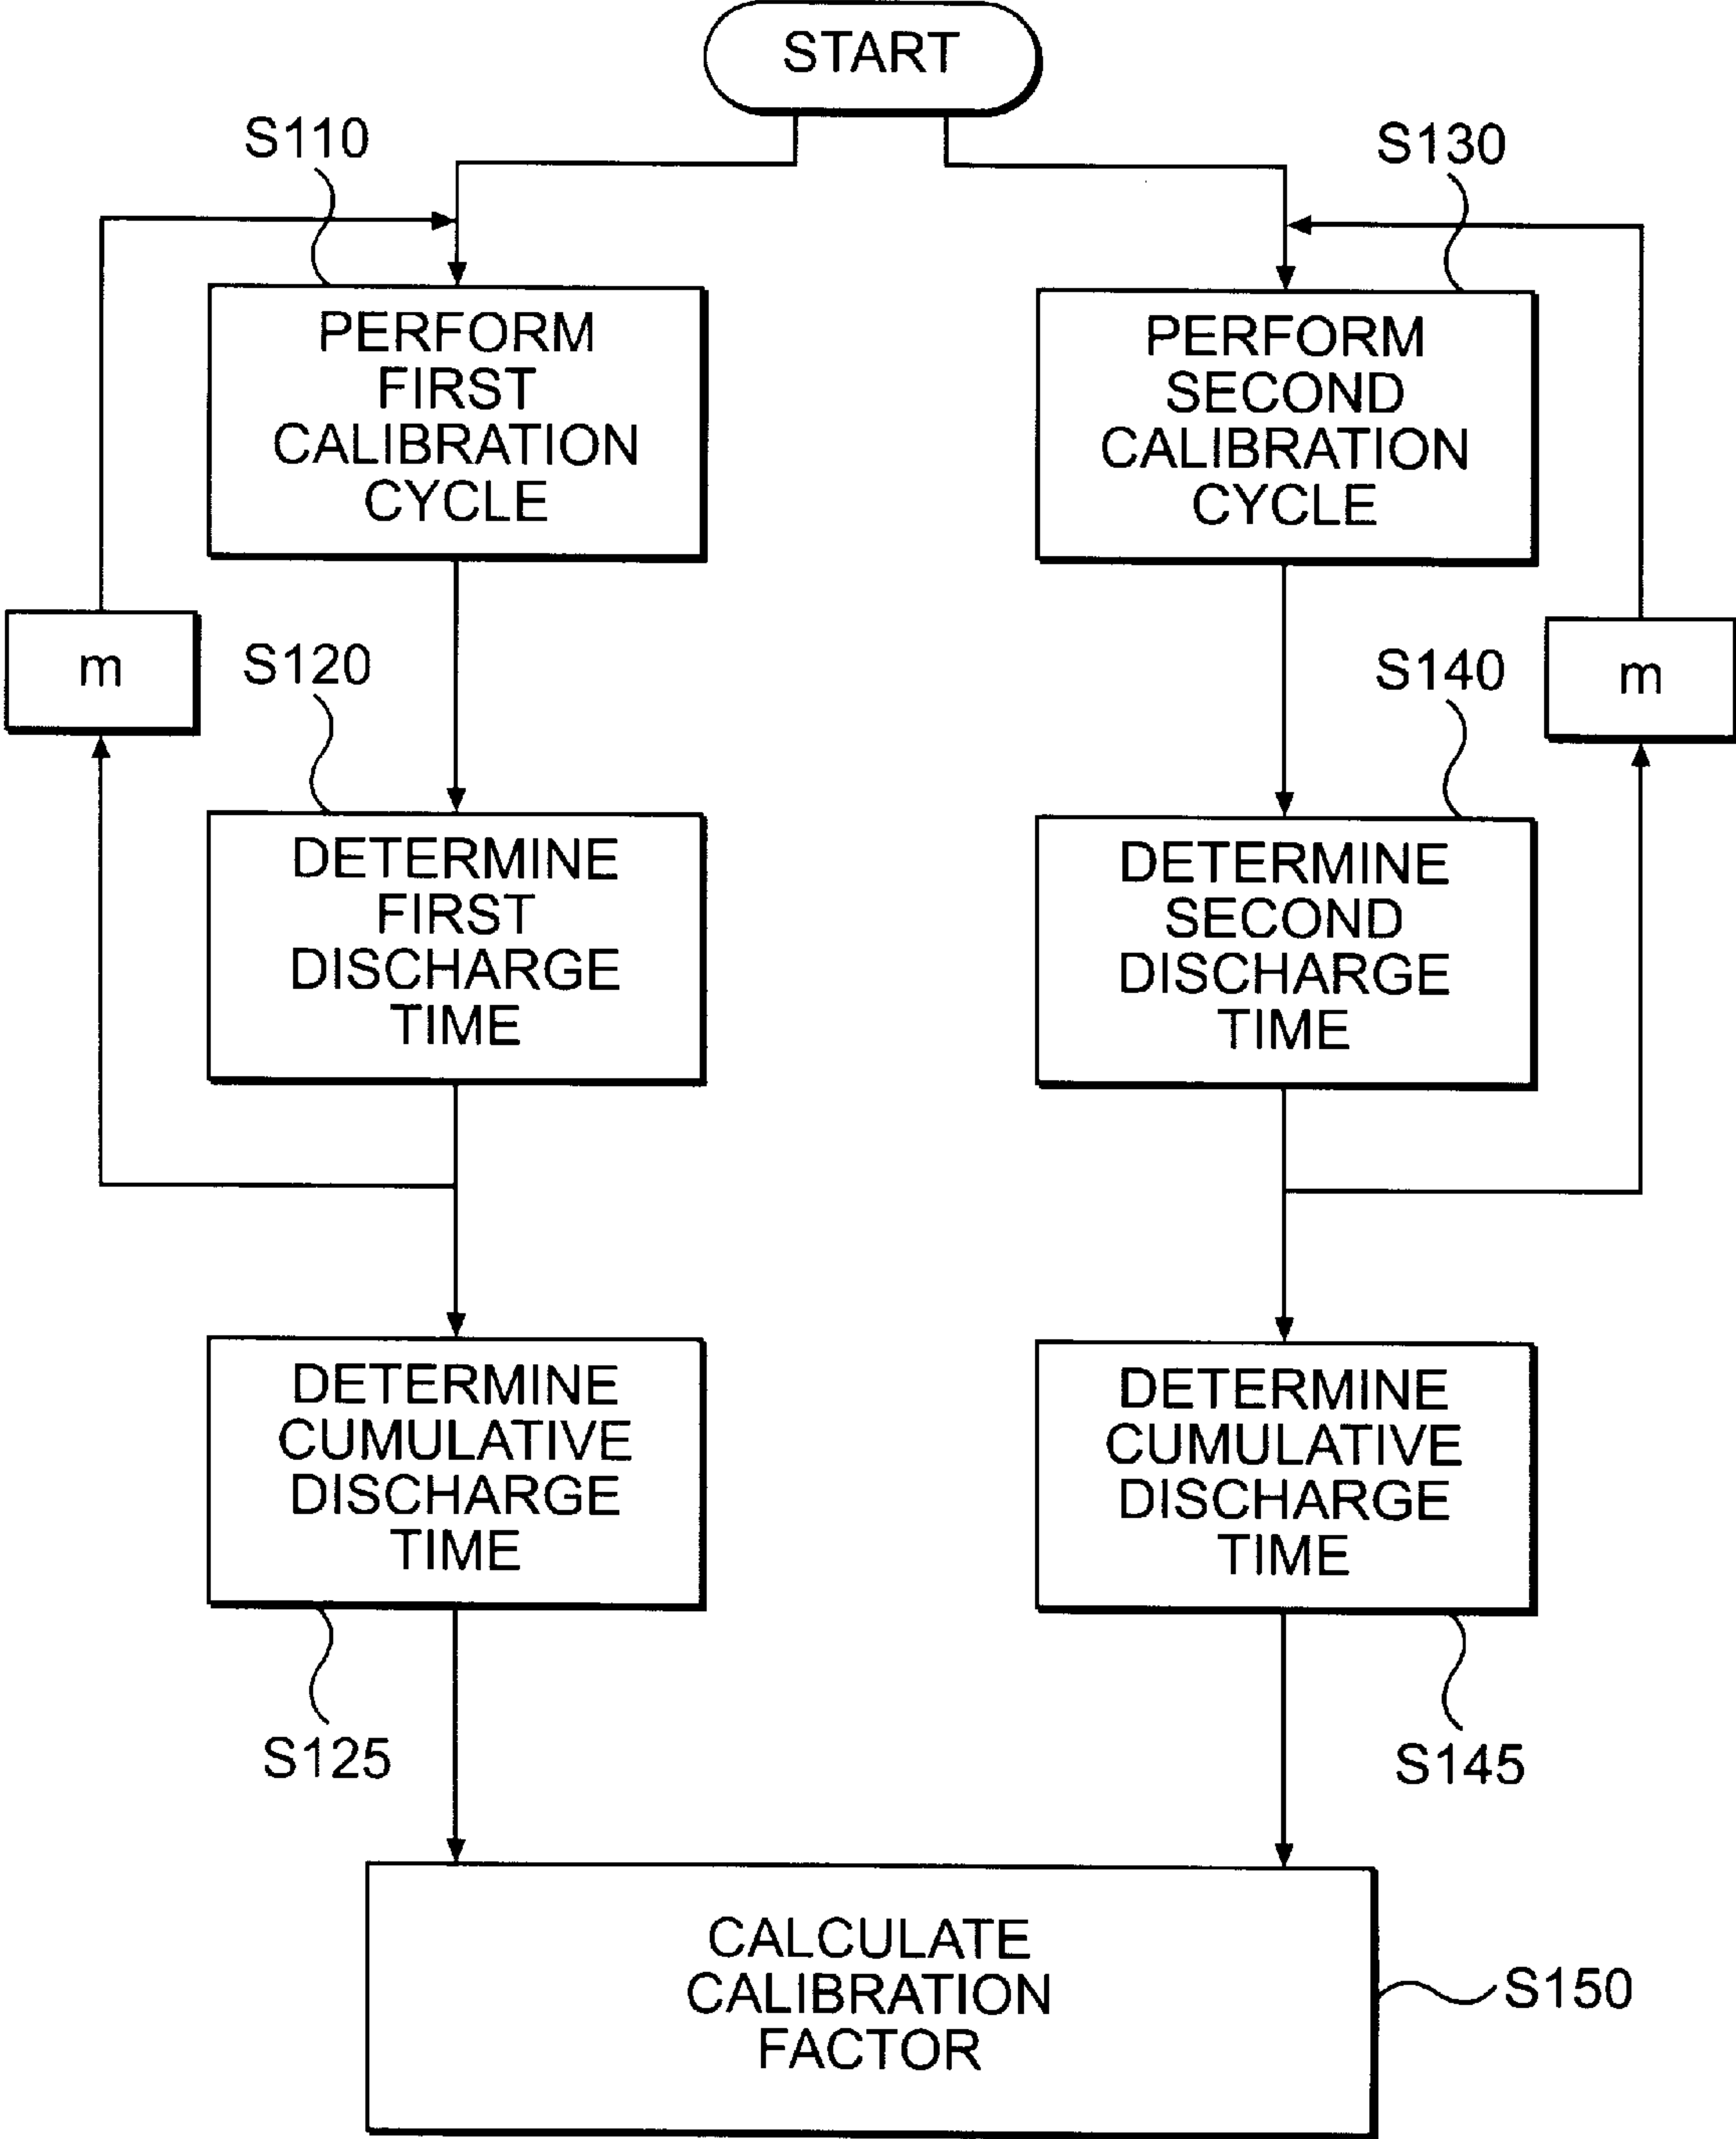 START
S110
PERFORM
FIRST
CALIBRATION
CYCLE
S130
PERFORM
SECOND
CALIBRATION
CYCLE
m
S120
DETERMINE
FIRST
DISCHARGE
TIME
S140
m
DETERMINE
SECOND
DISCHARGE
TIME
DETERMINE
CUMULATIVE
DISCHARGE
TIME
S125
DETERMINE
CUMULATIVE
DISCHARGE
TIME
S145
CALCULATE
CALIBRATION
FACTOR
S150